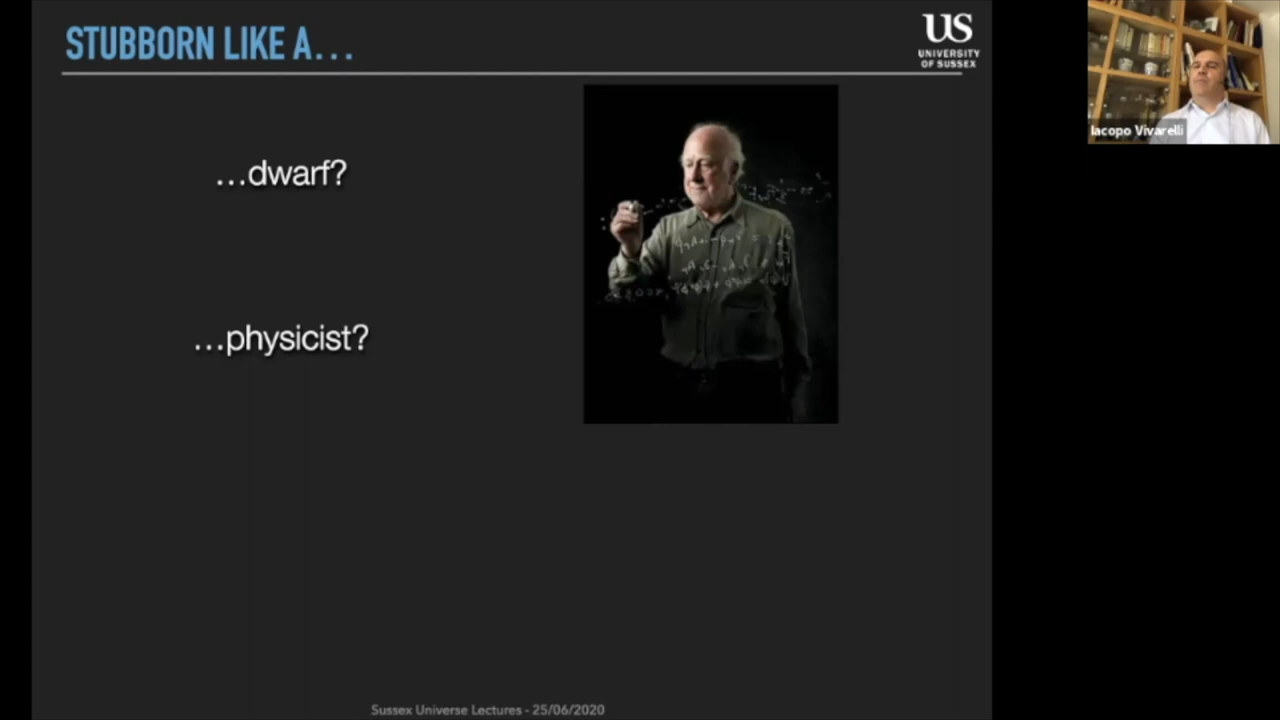 STUBBORN LIKE A...
US
UNIVERSITY
OF SUSSEX
...dwarf?
...physicist?
Iacopo Vivarelli
Sussex Universe Lectures - 25/06/2020